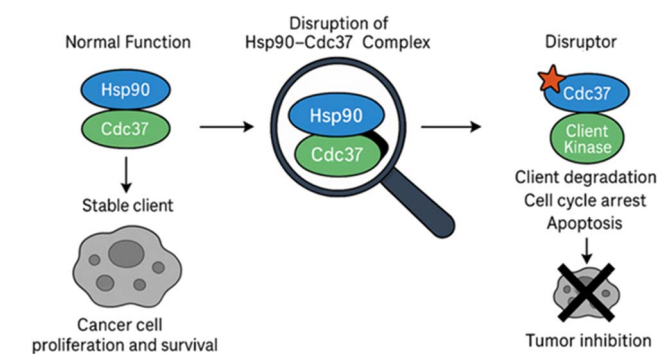 Normal Function
Hsp90
Cdc37
Stable client
Cancer cell
proliferation and survival
Disruption of
Hsp90–Cdc37 Complex
Hsp90
Cdc37
Disruptor
Cdc37
Client
Kinase
Client degradation
Cell cycle arrest
Apoptosis
Tumor inhibition